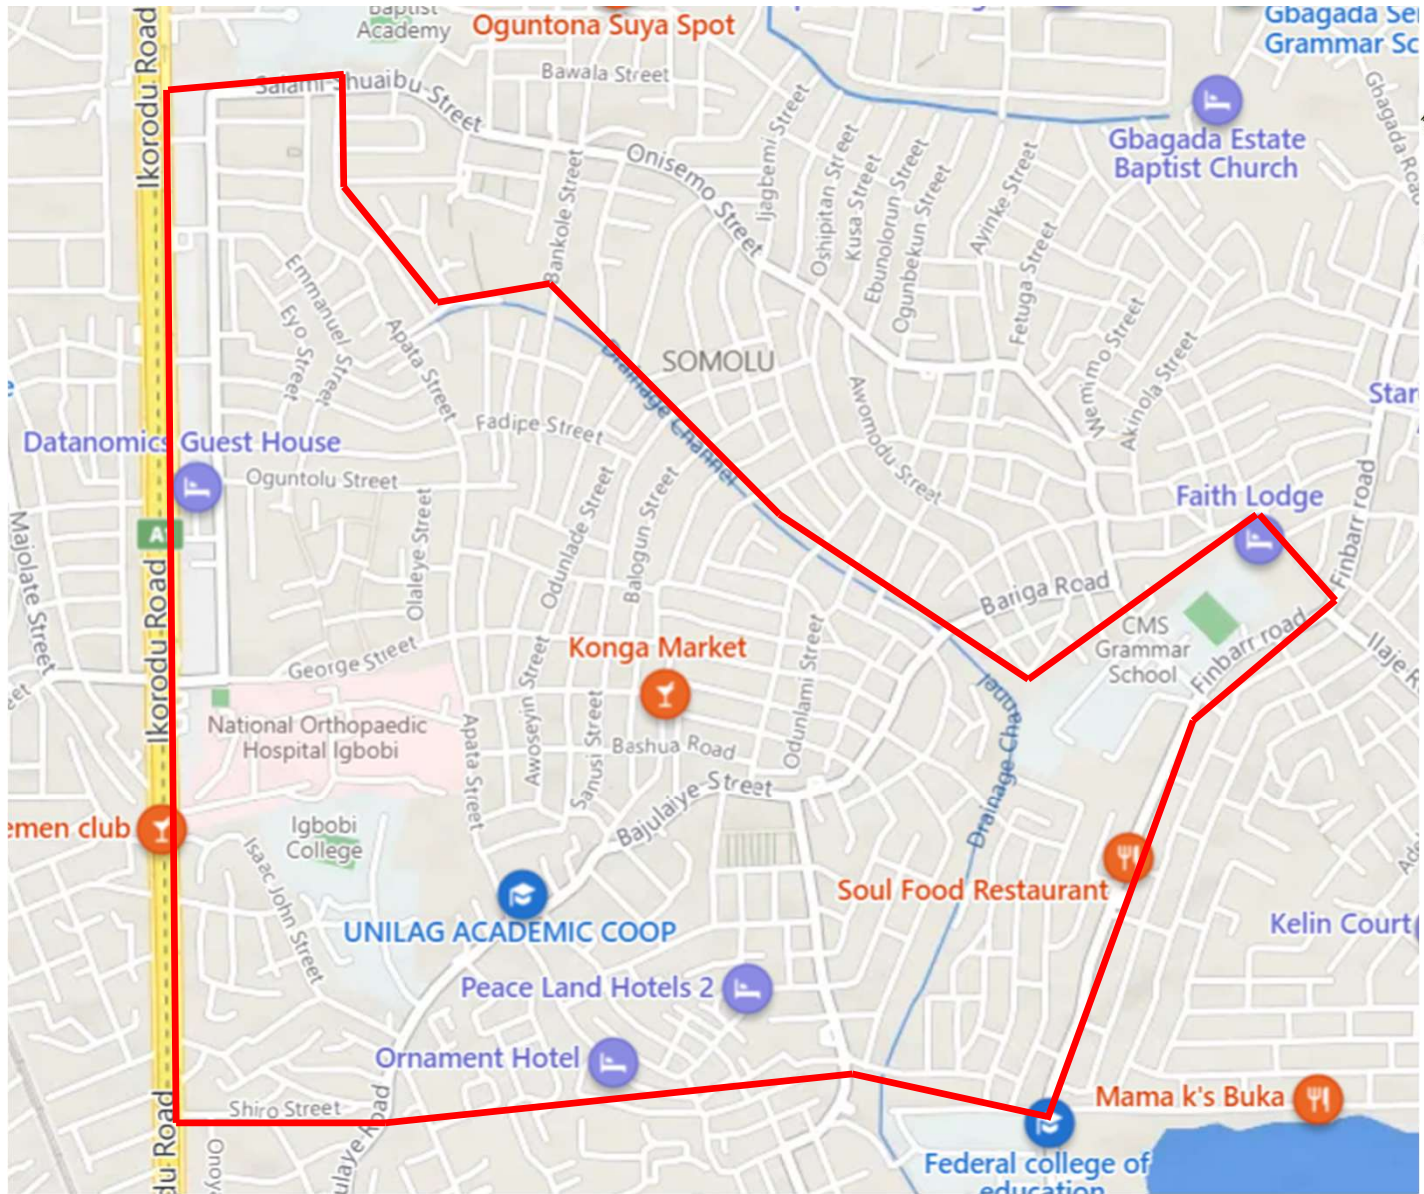 Baptist
Academy
Oguntona Suya Spot
Gbagada Se
Grammar Sc
Ikorodu Road
Salami Shuaibu Street
Bawala Street
Gbagada Road
Gbagada Estate
Baptist Church
Onisemo Street
Ijagbemi Street
Oshipitan Street
Kusa Street
Ebunolorun Street
Ogunbekun Street
Ayinke Street
Fetuga Street
Bankole Street
Emmanuel Street
Eyo Street
Apata Street
SOMOLU
Drainage Channel
Wemimo Street
Akinola Street
Awomodu Street
Star
Fadipe Street
Datanomics Guest House
Oguntolu Street
Faith Lodge
Finbarr road
Majolate Street
Olaleye Street
Odunlade Street
Balogun Street
Ikorodu Road
Bariga Road
CMS
Grammar
School
Finbarr road
Ilaje R
George Street
Konga Market
Odunlami Street
Awoseyin Street
Sanusi Street
National Orthopaedic
Hospital Igbobi
Bashua Road
Apata Street
Drainage Channel
Bajulaiye Street
emen club
Igbobi
College
Isaac John Street
Soul Food Restaurant
UNILAG ACADEMIC COOP
Kelin Court
Peace Land Hotels 2
Ornament Hotel
Mama k's Buka
Shiro Street
ulaye Road
du Road
Onoy
Federal college of
education